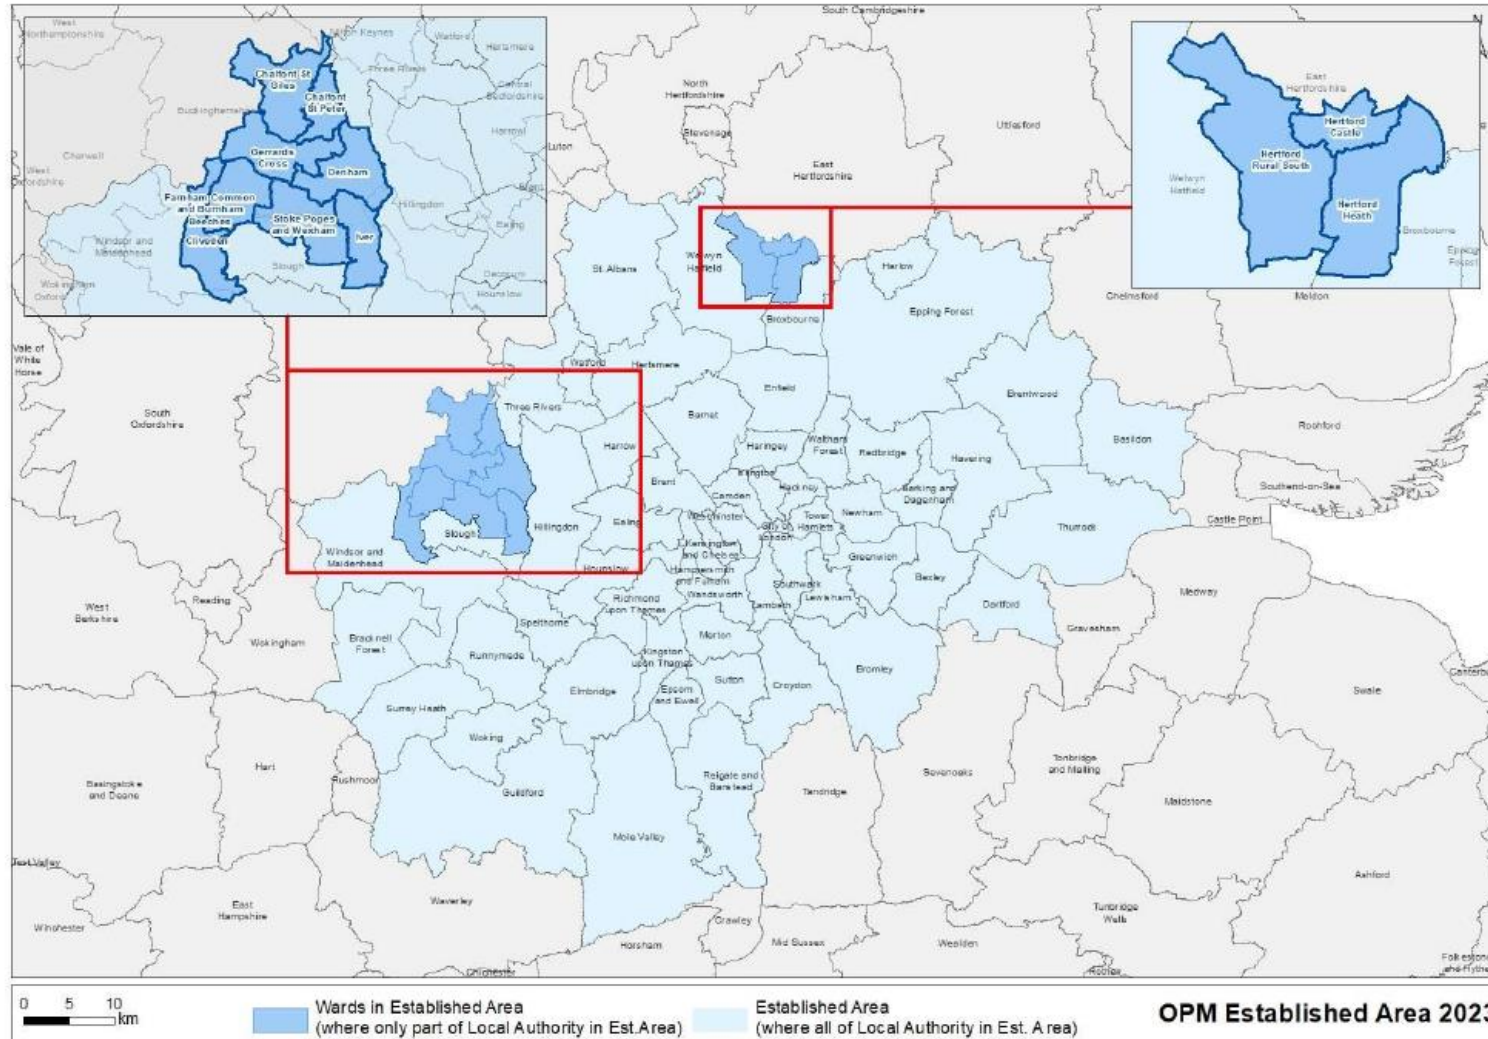 West
Northamptonshire
Milton Keynes
Watford
Hertsmere
Three Rivers
Central
Bedfordshire
Chalfont St
Giles
Chalfont
St Peter
Buckinghamshire
Harrow
Cherwell
Gerrards
Cross
Denham
Brent
West
Oxfordshire
Hillingdon
Farnham Common
and Burnham
Beeches
Stoke Poges
and Wexham
Ealing
Cliveden
Iver
Windsor and
Maidenhead
Slough
Wokingham
Hounslow
South Cambridgeshire
N
North
Hertfordshire
Stevenage
Luton
Uttlesford
East
Hertfordshire
East
Hertfordshire
Hertford
Castle
Hertford
Rural South
Welwyn
Hatfield
Hertford
Heath
Broxbourne
Epping
Forest
St. Albans
Welwyn
Hatfield
Harlow
Broxbourne
Epping Forest
Chelmsford
Maldon
Vale of
White
Horse
Watford
Hertsmere
Enfield
Brentwood
South
Oxfordshire
Three Rivers
Barnet
Harrow
Haringey
Waltham
Forest
Redbridge
Havering
Basildon
Rochford
Brent
Islington
Camden
Hackney
Barking and
Dagenham
Southend-on-Sea
Castle Point
Slough
Hillingdon
Ealing
Westminster
City of
London
Tower
Hamlets
Newham
Thurrock
Windsor and
Maidenhead
Kensington
and Chelsea
Hounslow
Hammersmith
and Fulham
Greenwich
Bexley
Reading
West
Berkshire
Wokingham
Bracknell
Forest
Spelthorne
Richmond
upon Thames
Wandsworth
Lambeth
Southwark
Lewisham
Dartford
Gravesham
Medway
Runnymede
Kingston
upon Thames
Merton
Bromley
Elmbridge
Epsom
and Ewell
Sutton
Croydon
Swale
Surrey Heath
Woking
Hart
Rushmoor
Basingstoke
and Deane
Guildford
Reigate and
Banstead
Tandridge
Sevenoaks
Tonbridge
and Malling
Maidstone
Mole Valley
Test Valley
Ashford
East
Hampshire
Waverley
Winchester
Crawley
Horsham
Mid Sussex
Wealden
Tunbridge
Wells
Chichester
Rother
0 5 10
km
Wards in Established Area
(where only part of Local Authority in Est.Area)
Established Area
(where all of Local Authority in Est. Area)
OPM Established Area 2023